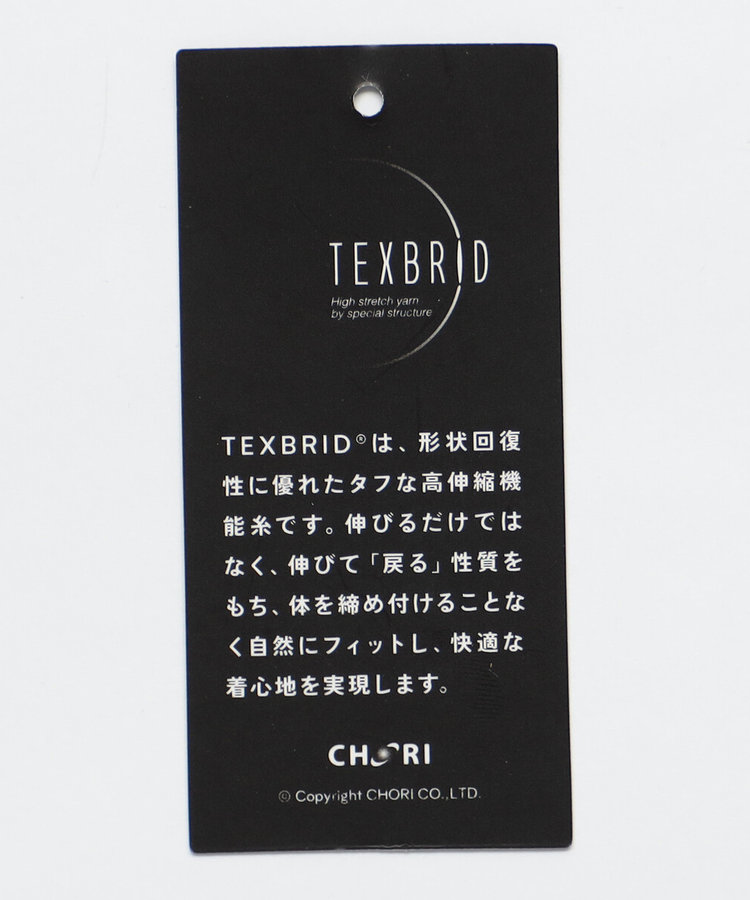 TEXBRID
High stretch yarn
by special structure
TEXBRID®は、形状回復
性に優れたタフな高伸縮機
能糸です。伸びるだけでは
なく、伸びて「戻る」性質を
もち、体を締め付けることな
く自然にフィットし、快適な
着心地を実現します。
CHORI
© Copyright CHORI CO.,LTD.